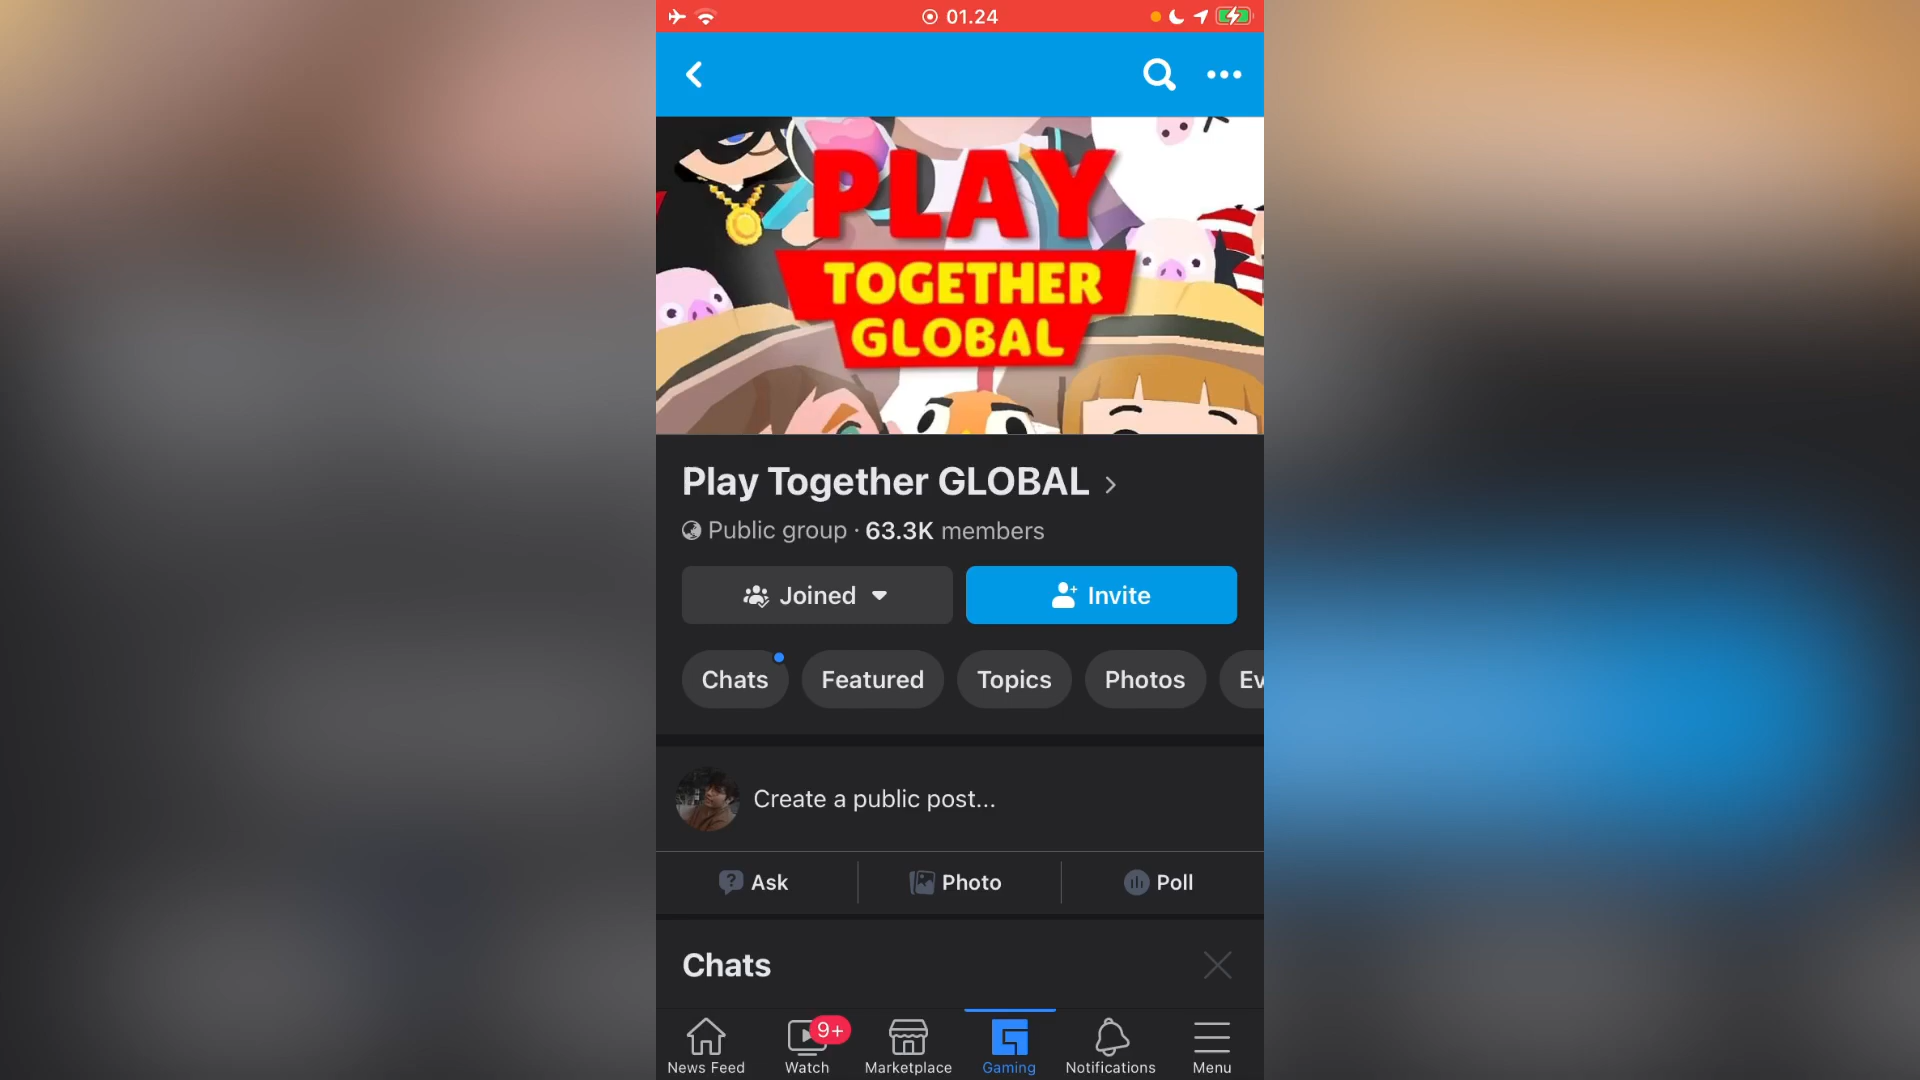 01.24
PLAY
TOGETHER
GLOBAL
Play Together GLOBAL
Public group · 63.3K members
Joined
Invite
Chats Featured Topics Photos Ev
Create a public post...
Ask Photo Poll
Chats
9+
News Feed Watch Marketplace Gaming Notifications Menu